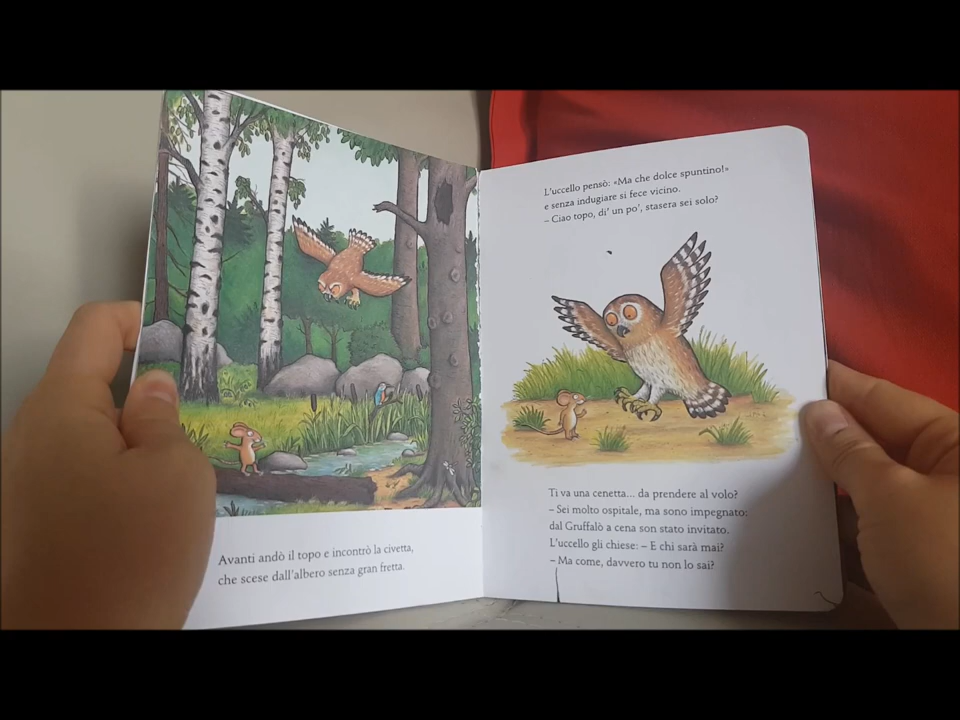 Avanti andò il topo e incontrò la civetta,
che scese dall'albero senza gran fretta.
L'uccello pensò: «Ma che dolce spuntino!»
e senza indugiare si fece vicino.
– Ciao topo, di' un po', stasera sei solo?
Ti va una cenetta... da prendere al volo?
– Sei molto ospitale, ma sono impegnato:
dal Gruffalò a cena son stato invitato.
L'uccello gli chiese: – E chi sarà mai?
– Ma come, davvero tu non lo sai?